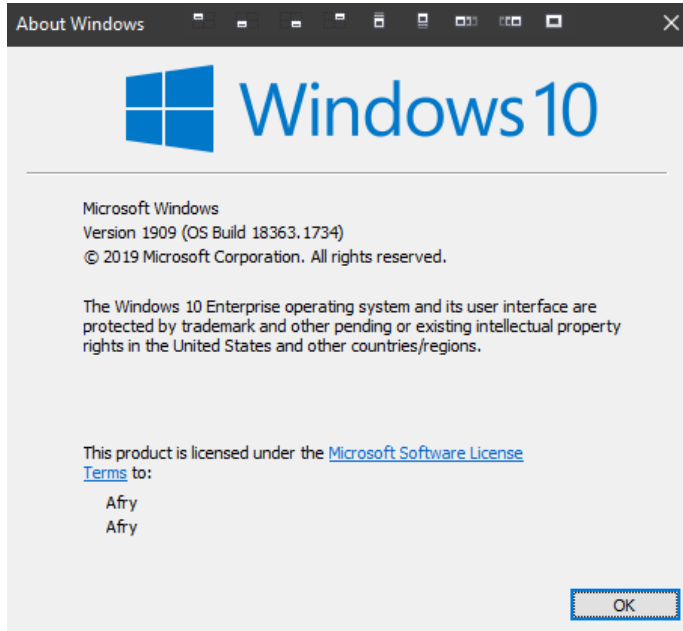 About Windows
Windows 10
Microsoft Windows
Version 1909 (OS Build 18363.1734)
© 2019 Microsoft Corporation. All rights reserved.
The Windows 10 Enterprise operating system and its user interface are
protected by trademark and other pending or existing intellectual property
rights in the United States and other countries/regions.
This product is licensed under the Microsoft Software License
Terms to:
Afry
Afry
OK